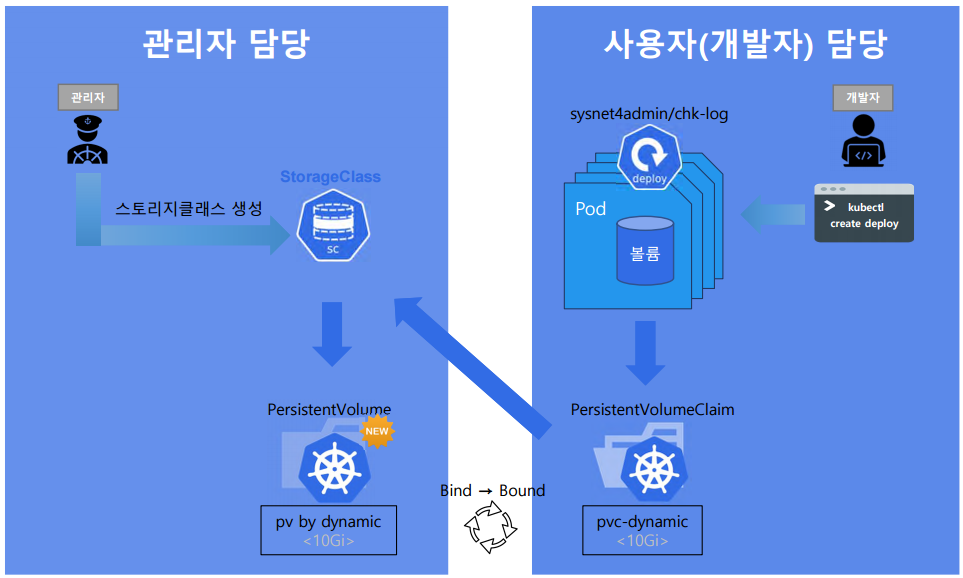 관리자 담당
관리자
스토리지클래스 생성
StorageClass
sc
PersistentVolume
NEW
pv by dynamic
<10Gi>
Bind → Bound
사용자(개발자) 담당
개발자
sysnet4admin/chk-log
deploy
Pod
볼륨
kubectl
create deploy
PersistentVolumeClaim
pvc-dynamic
<10Gi>